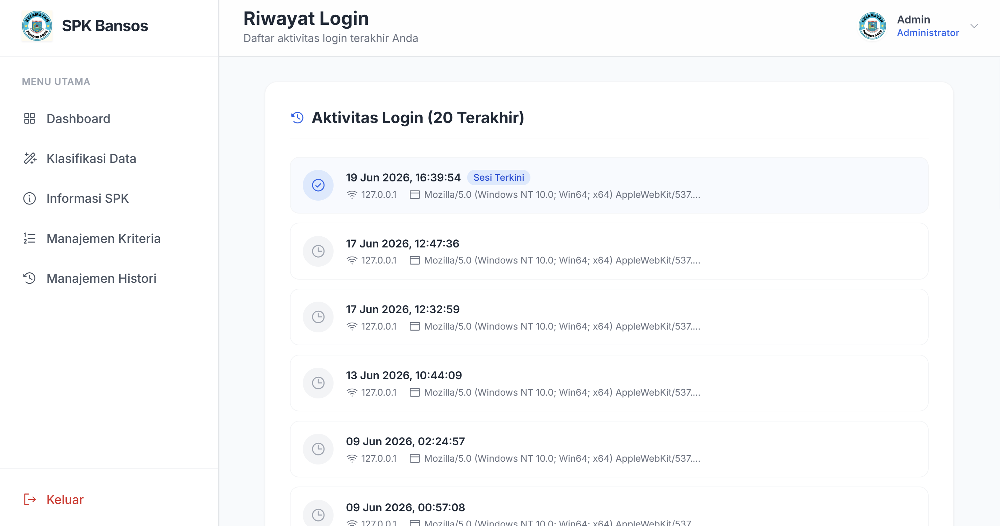 KECAMATAN
PONDOK AREN
SPK Bansos
Riwayat Login
Daftar aktivitas login terakhir Anda
KECAMATAN
PONDOK AREN
Admin
Administrator
MENU UTAMA
Dashboard
Klasifikasi Data
Informasi SPK
Manajemen Kriteria
Manajemen Histori
Keluar
Aktivitas Login (20 Terakhir)
19 Jun 2026, 16:39:54 Sesi Terkini
127.0.0.1 Mozilla/5.0 (Windows NT 10.0; Win64; x64) AppleWebKit/537....
17 Jun 2026, 12:47:36
127.0.0.1 Mozilla/5.0 (Windows NT 10.0; Win64; x64) AppleWebKit/537....
17 Jun 2026, 12:32:59
127.0.0.1 Mozilla/5.0 (Windows NT 10.0; Win64; x64) AppleWebKit/537....
13 Jun 2026, 10:44:09
127.0.0.1 Mozilla/5.0 (Windows NT 10.0; Win64; x64) AppleWebKit/537....
09 Jun 2026, 02:24:57
127.0.0.1 Mozilla/5.0 (Windows NT 10.0; Win64; x64) AppleWebKit/537....
09 Jun 2026, 00:57:08
127.0.0.1 Mozilla/5.0 (Windows NT 10.0; Win64; x64) AppleWebKit/537